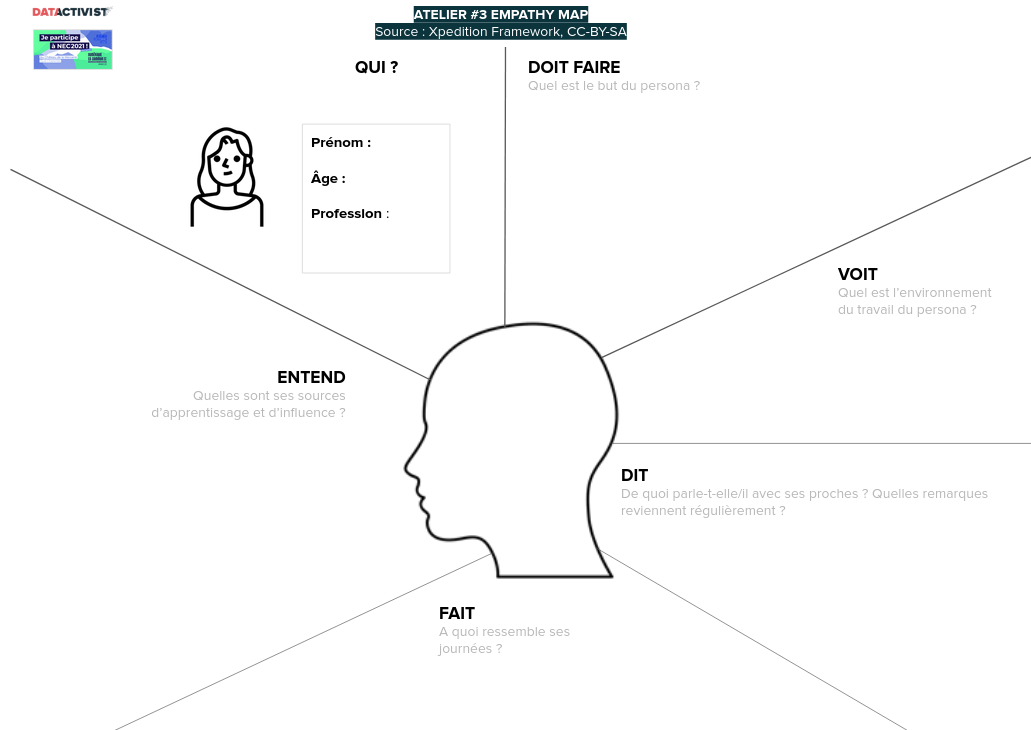 DATACTIVIST
Je participe
à NEC2021 !
ATELIER #3 EMPATHY MAP
Source : Xpedition Framework, CC-BY-SA
QUI ?
Prénom :
Âge :
Profession :
DOIT FAIRE
Quel est le but du persona ?
VOIT
Quel est l'environnement
du travail du persona ?
ENTEND
Quelles sont ses sources
d'apprentissage et d'influence ?
DIT
De quoi parle-t-elle/il avec ses proches ? Quelles remarques
reviennent régulièrement ?
FAIT
A quoi ressemble ses
journées ?